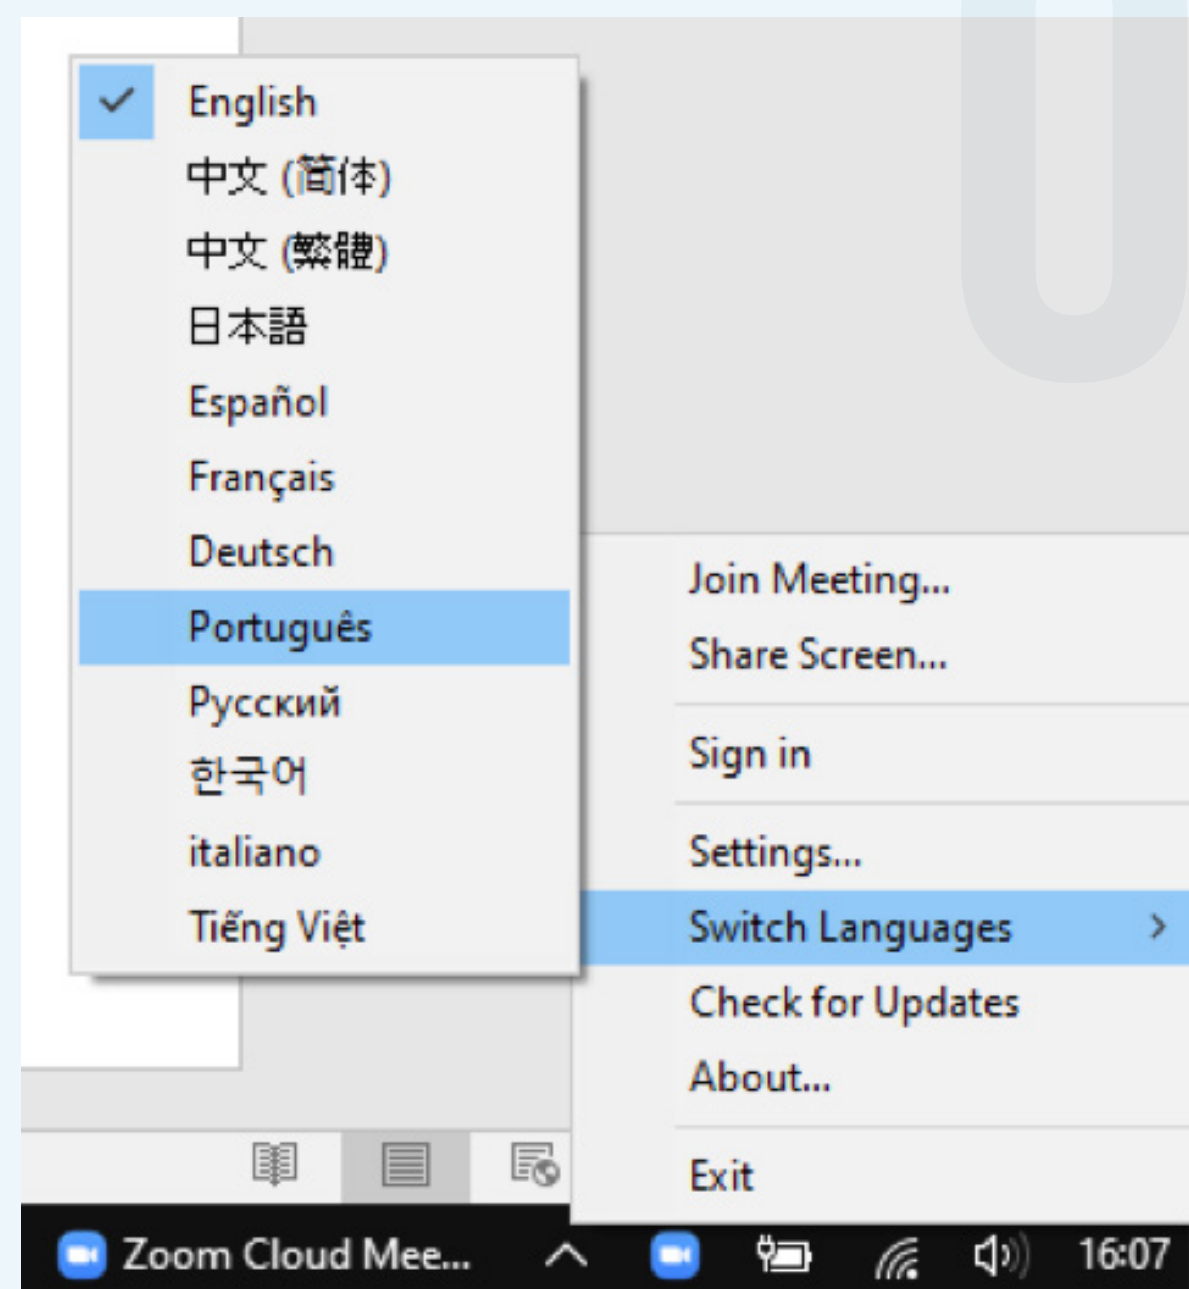 English
中文 (简体)
中文 (繁體)
日本語
Español
Français
Deutsch
Português
Русский
한국어
italiano
Tiếng Việt
Join Meeting...
Share Screen...
Sign in
Settings...
Switch Languages
Check for Updates
About...
Exit
Zoom Cloud Mee...
16:07